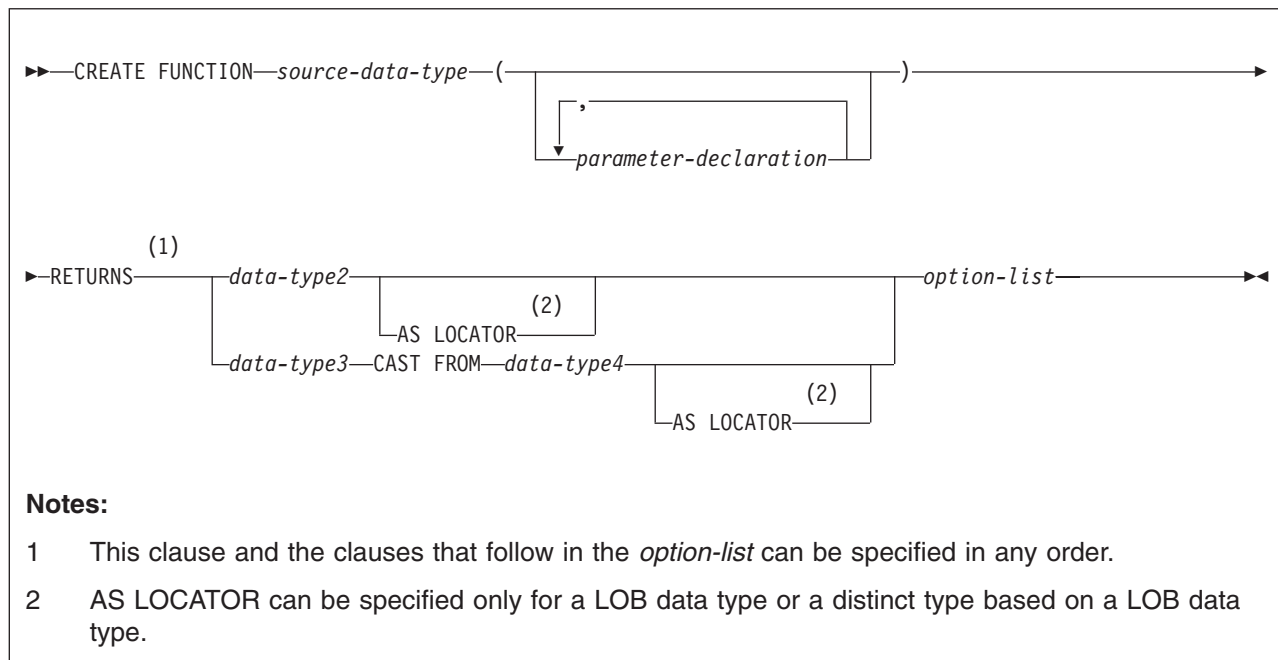 CREATE FUNCTION source-data-type ( )
,
parameter-declaration
(1)
RETURNS data-type2 option-list
(2)
AS LOCATOR
data-type3 CAST FROM data-type4
(2)
AS LOCATOR
Notes:
1 This clause and the clauses that follow in the option-list can be specified in any order.
2 AS LOCATOR can be specified only for a LOB data type or a distinct type based on a LOB data
type.